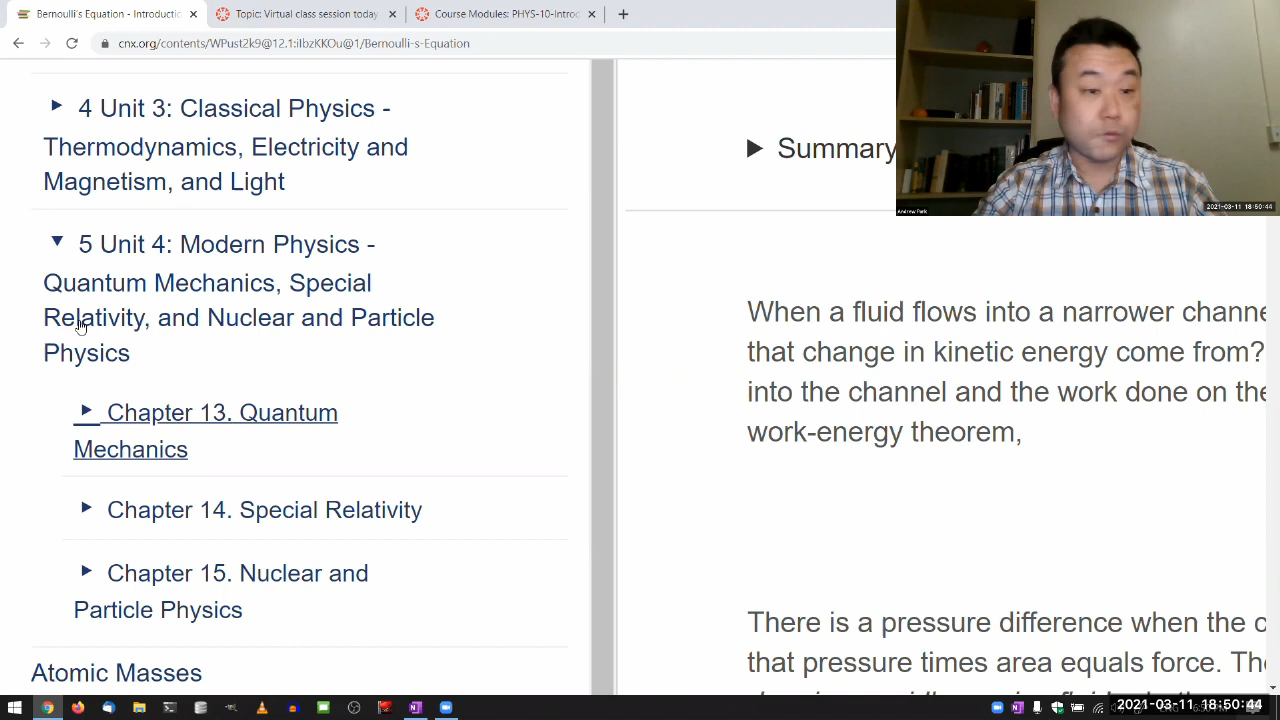 Bernoulli's Equation - Introductic
Topic: Virtual class session today
Course Modules: PHYS-10-Introd
cnx.org/contents/WPust2k9@12.1:iIbzKKOu@1/Bernoulli-s-Equation
4 Unit 3: Classical Physics -
Thermodynamics, Electricity and
Magnetism, and Light
5 Unit 4: Modern Physics -
Quantum Mechanics, Special
Relativity, and Nuclear and Particle
Physics
Chapter 13. Quantum
Mechanics
Chapter 14. Special Relativity
Chapter 15. Nuclear and
Particle Physics
Atomic Masses
Summary
When a fluid flows into a narrower channe
that change in kinetic energy come from?
into the channel and the work done on the
work-energy theorem,
There is a pressure difference when the c
that pressure times area equals force. The
Andrew Park
2021-03-11 18:50:44
2021-03-11 18:50:44